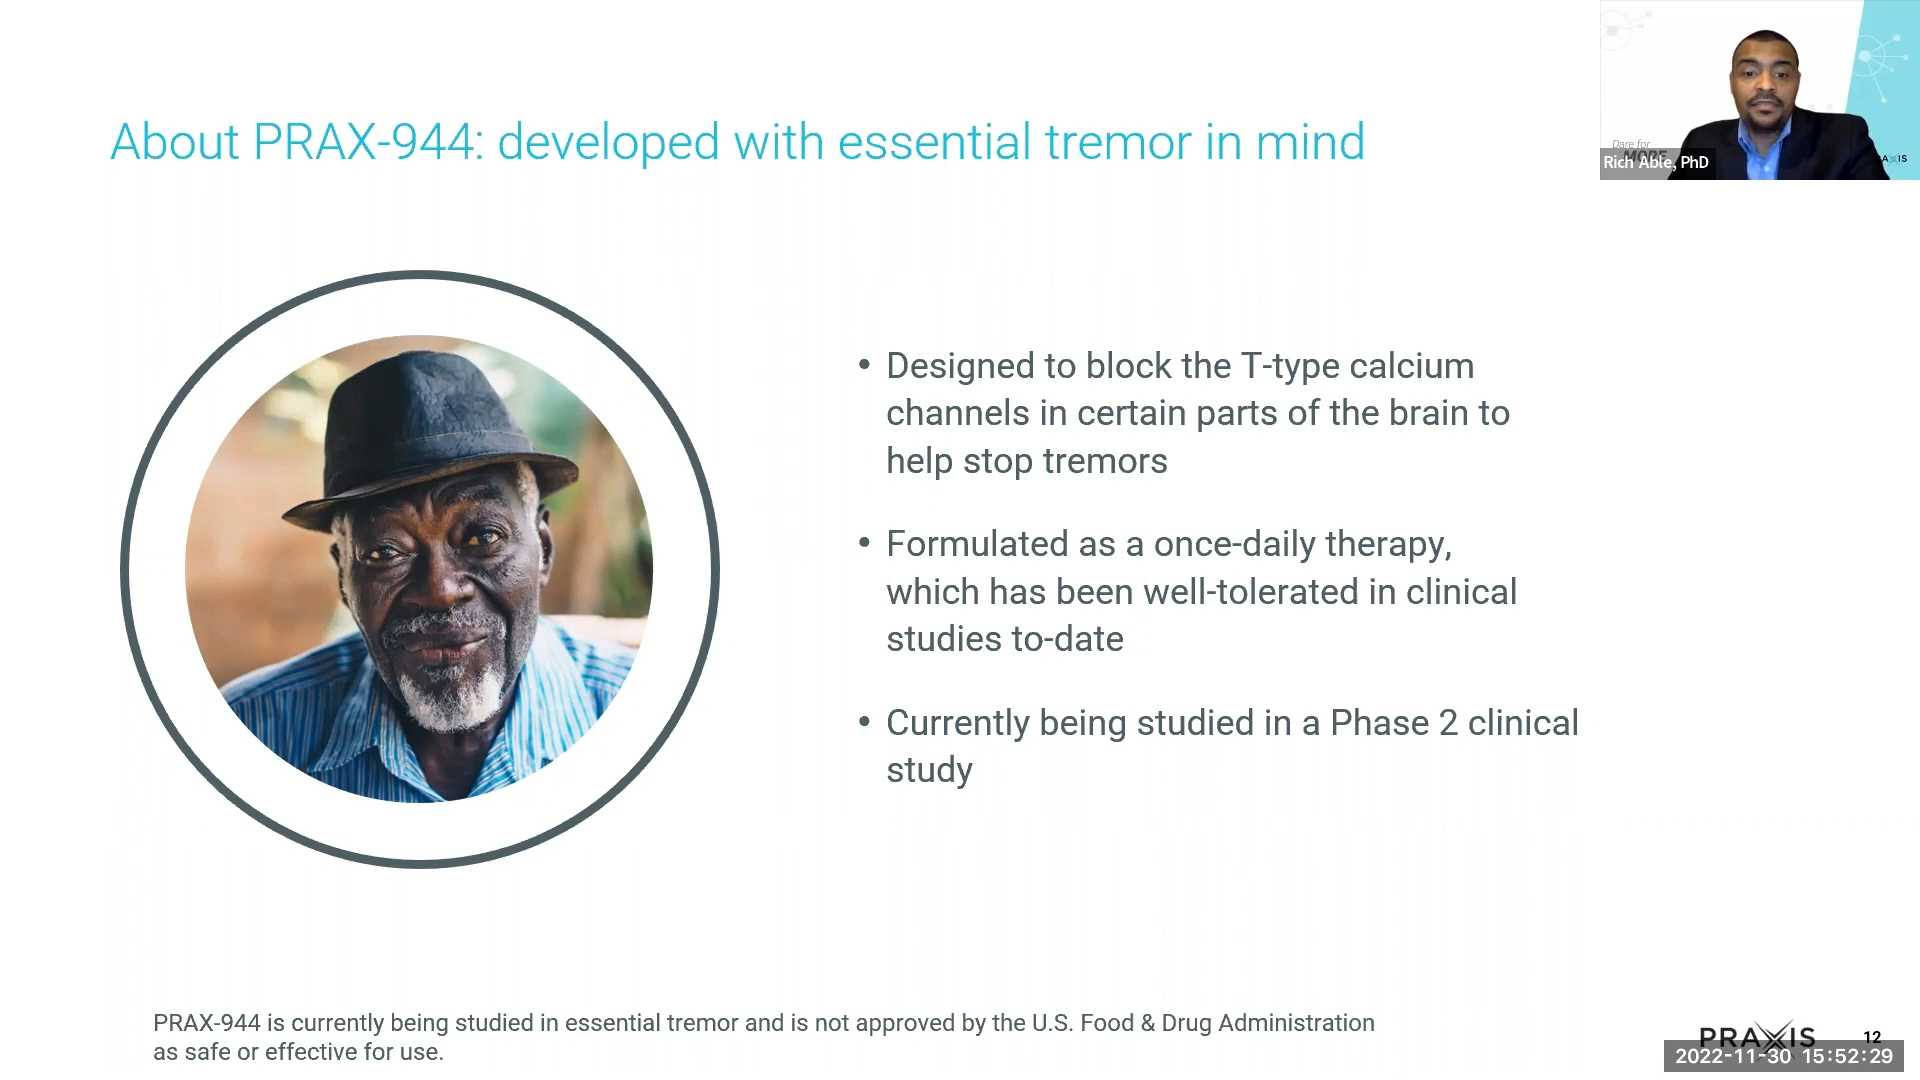 About PRAX-944: developed with essential tremor in mind
Dare for
MORE
Rich Able, PhD
AXIS
• Designed to block the T-type calcium
channels in certain parts of the brain to
help stop tremors
• Formulated as a once-daily therapy,
which has been well-tolerated in clinical
studies to-date
• Currently being studied in a Phase 2 clinical
study
PRAX-944 is currently being studied in essential tremor and is not approved by the U.S. Food & Drug Administration
as safe or effective for use.
PRAXIS
12
2022-11-30 15:52:29